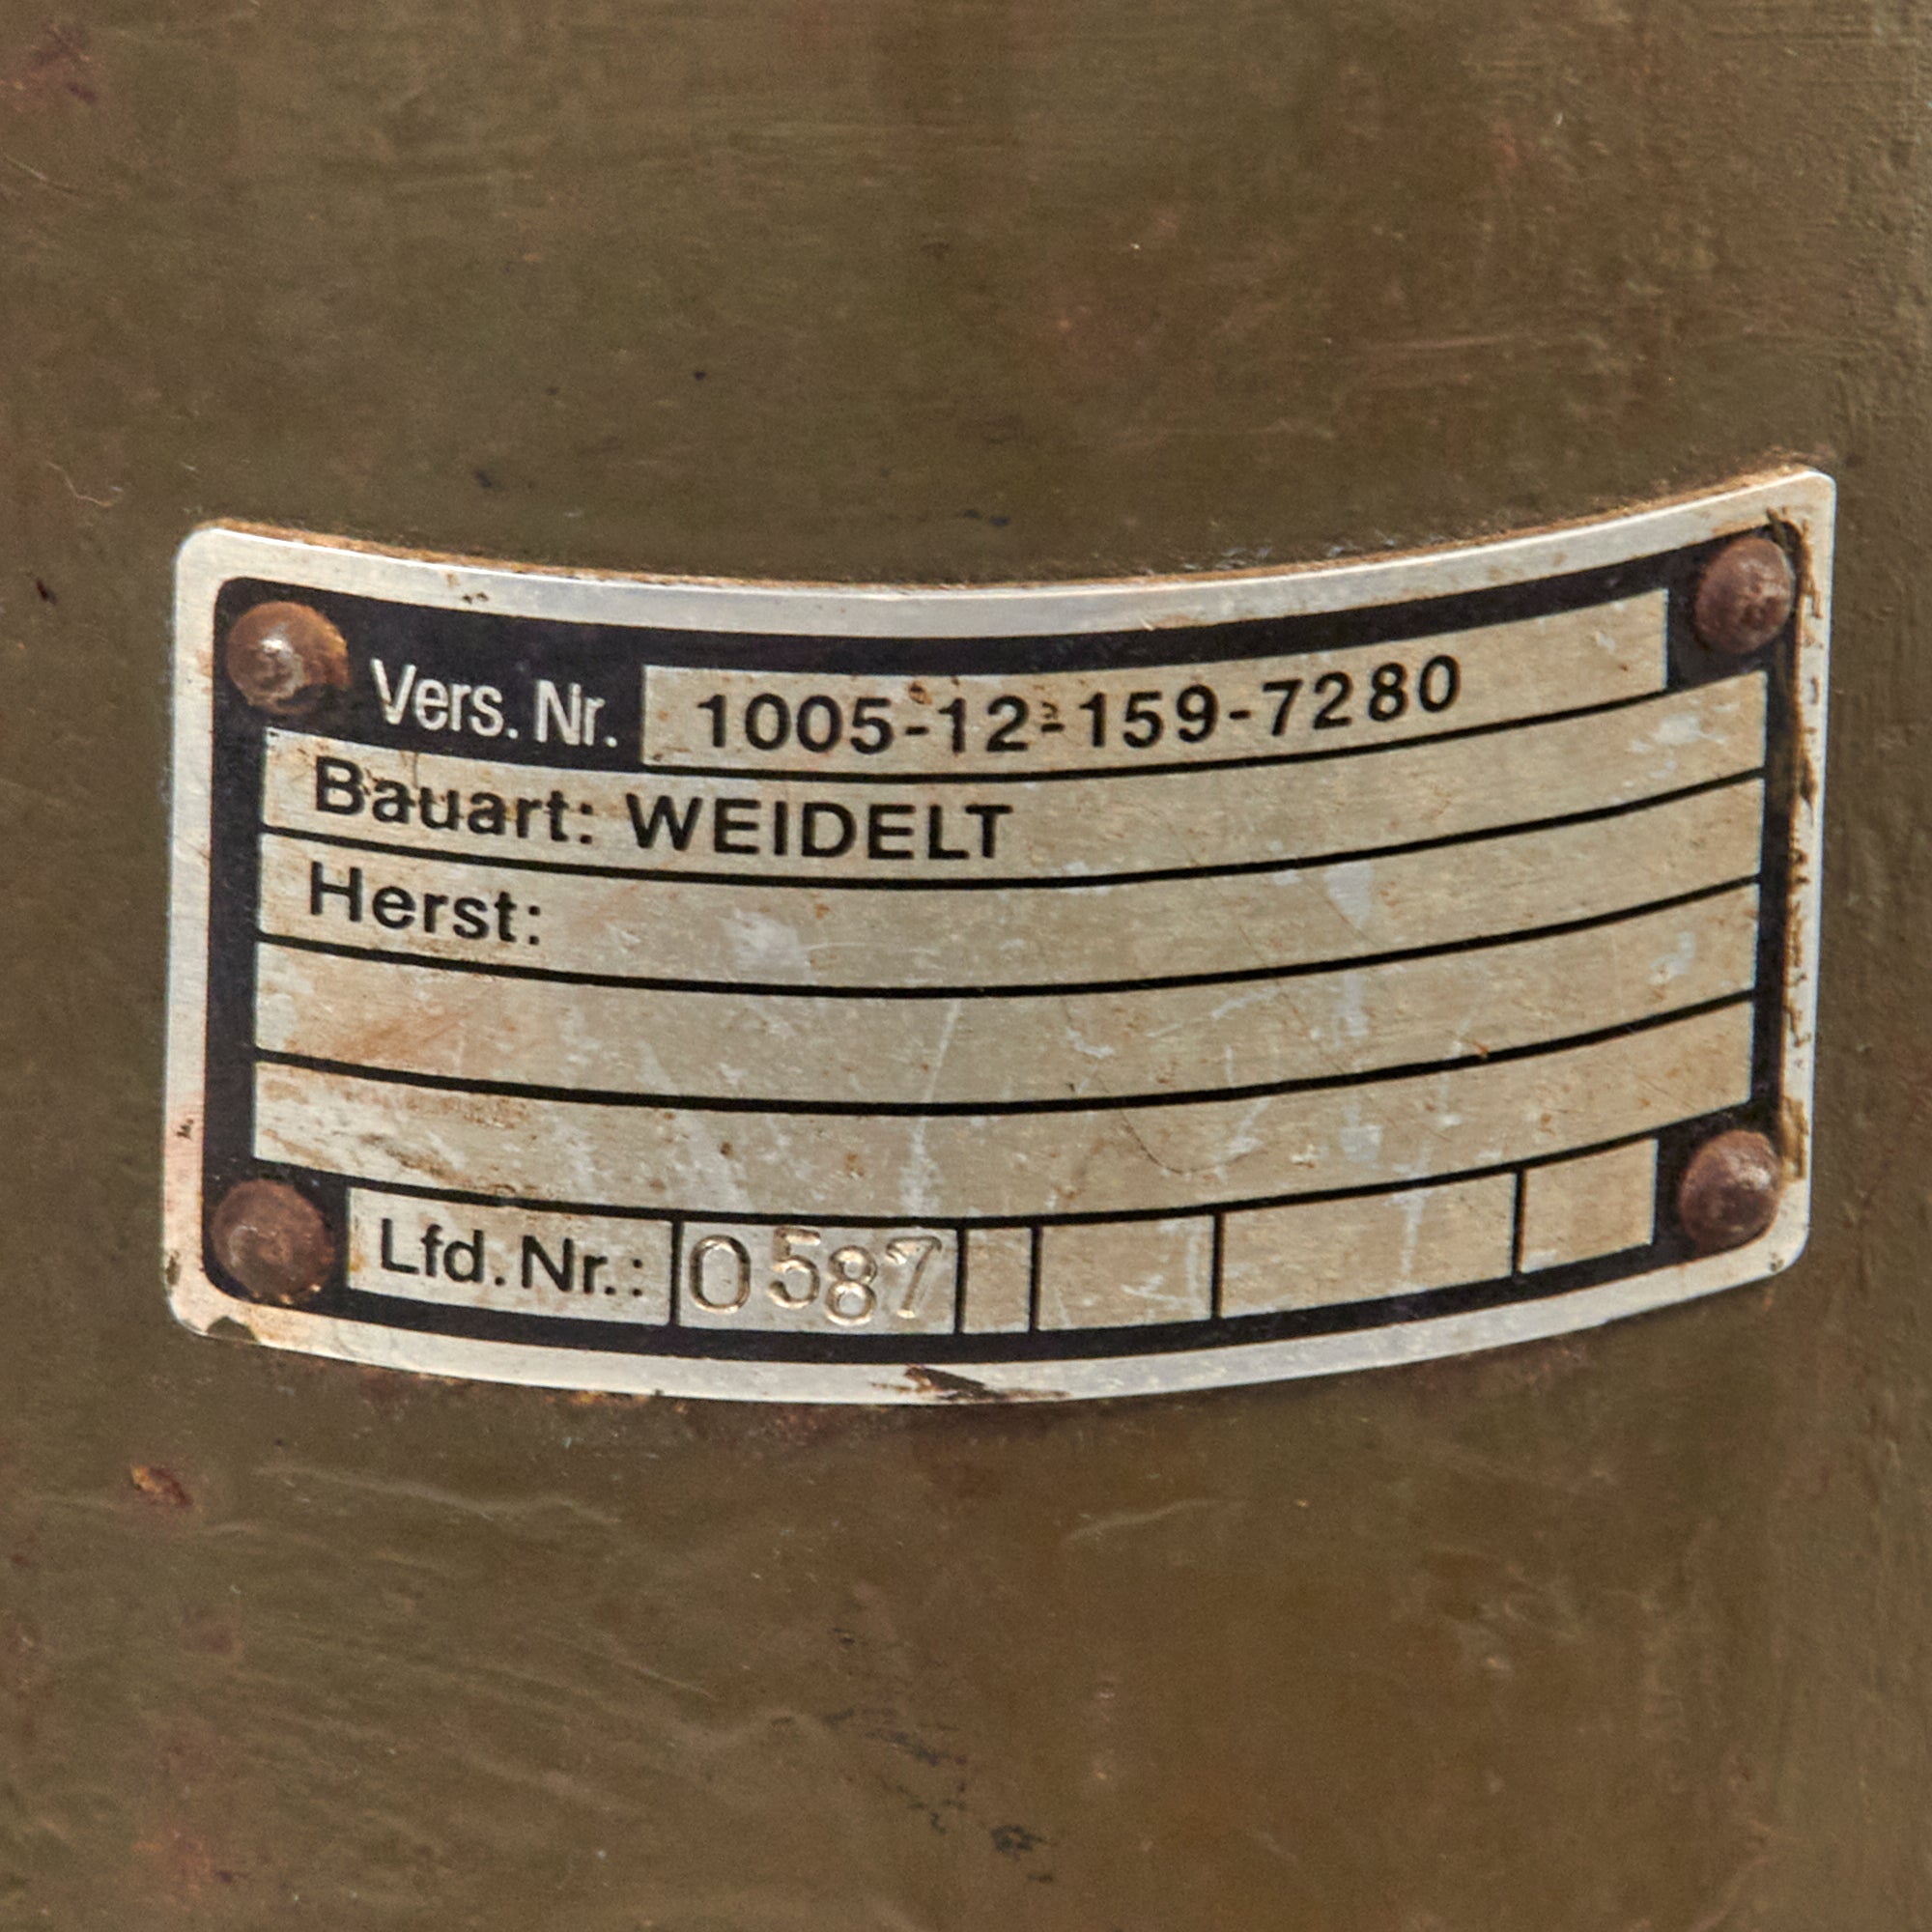 Vers. Nr. 1005-12-159-7280
Bauart: WEIDELT
Herst:
Lfd. Nr.: 0587